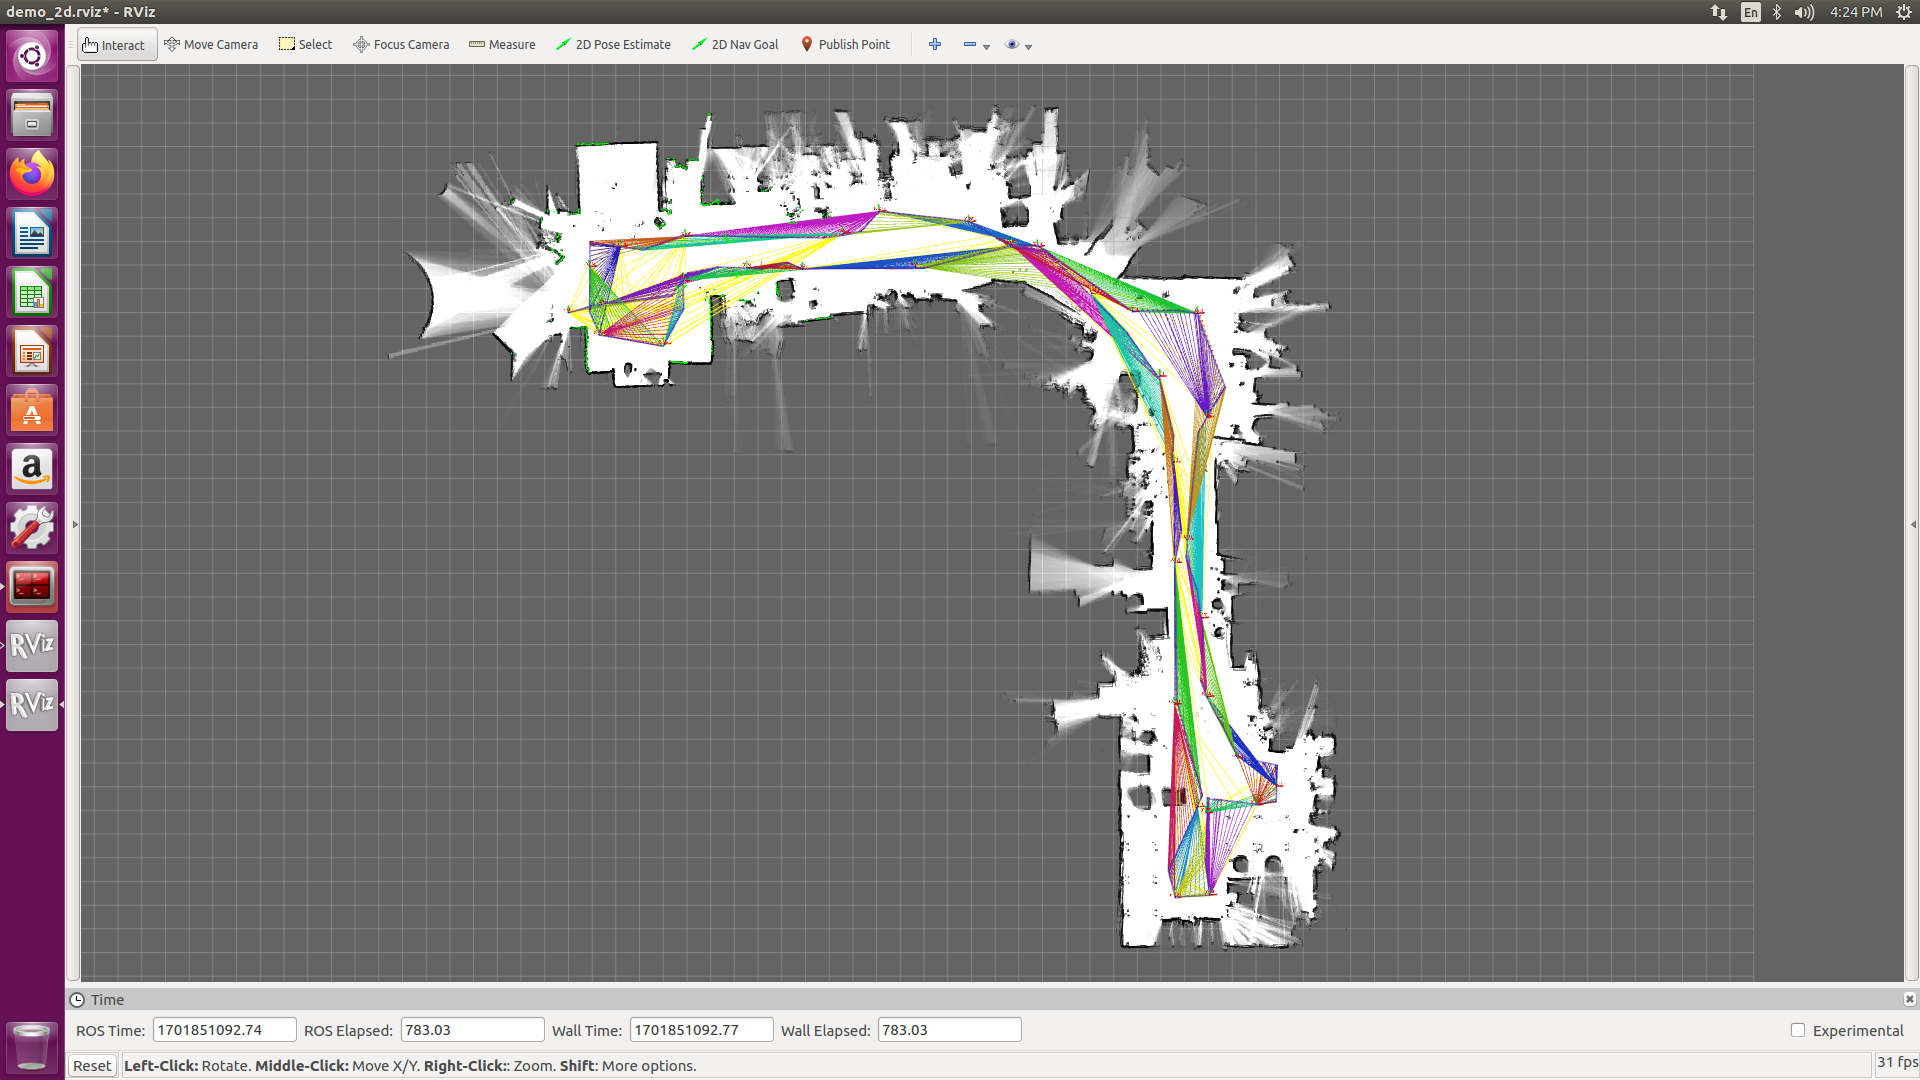 demo_2d.rviz* - RViz
En
4:24 PM
Interact
Move Camera
Select
Focus Camera
Measure
2D Pose Estimate
2D Nav Goal
Publish Point
a
RViz
RViz
Time
ROS Time: 1701851092.74 ROS Elapsed: 783.03 Wall Time: 1701851092.77 Wall Elapsed: 783.03 Experimental
Reset Left-Click: Rotate. Middle-Click: Move X/Y. Right-Click:: Zoom. Shift: More options. 31 fps